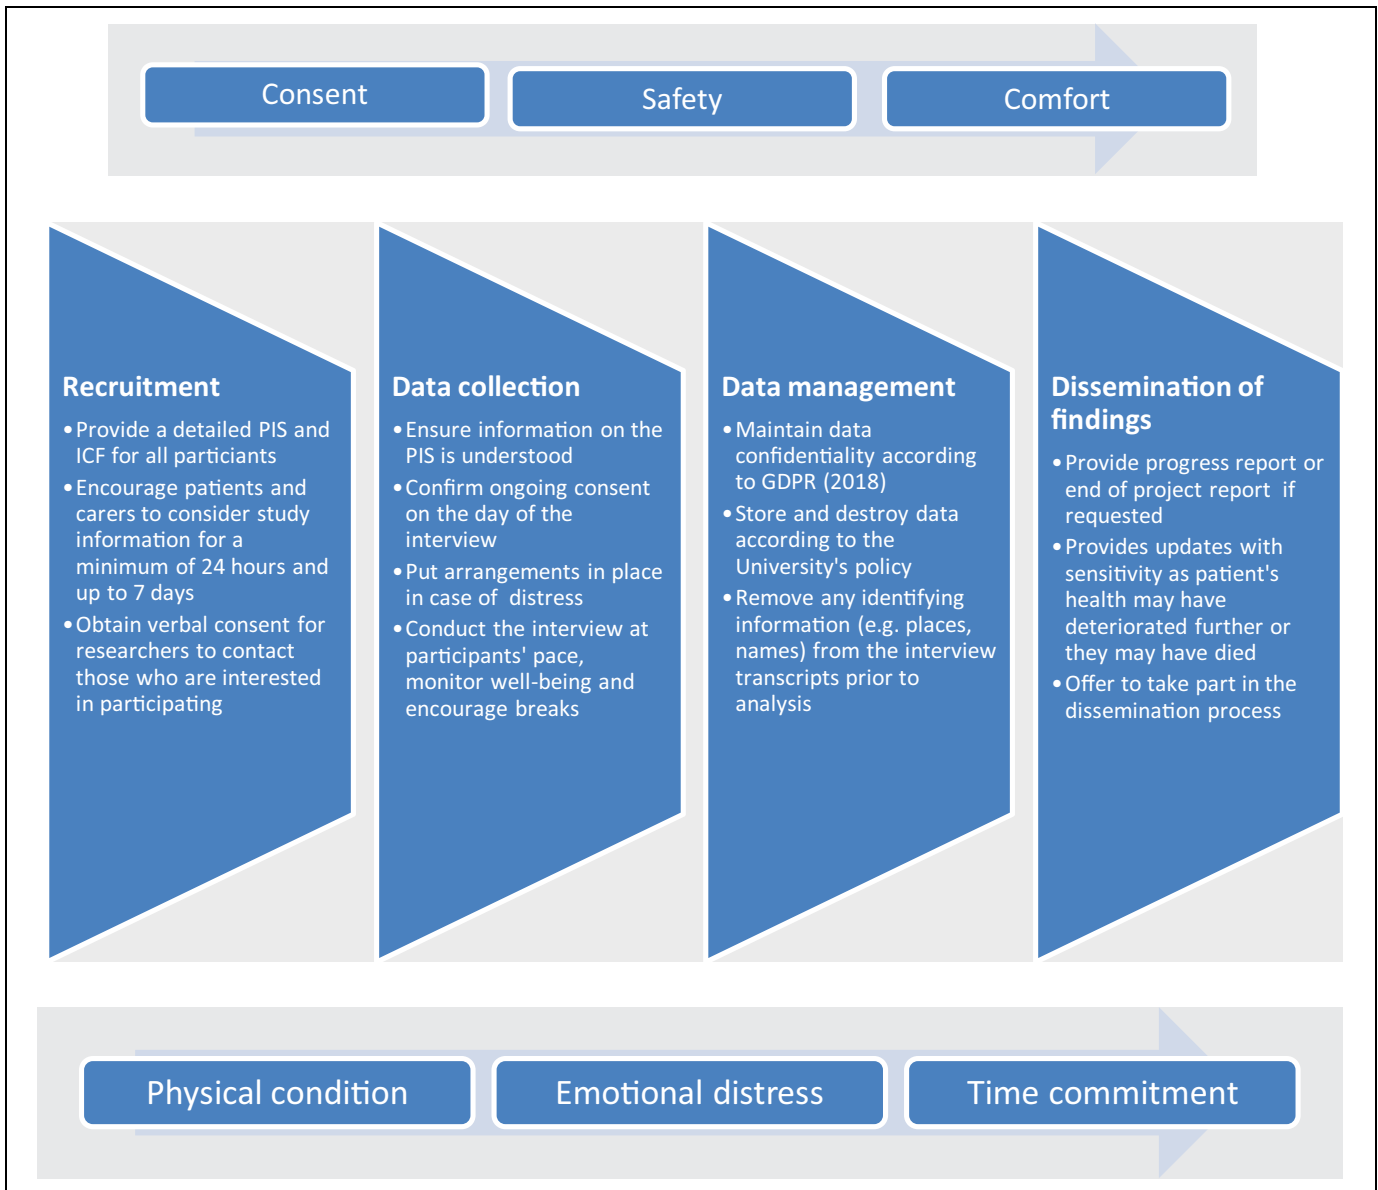 Consent
Safety
Comfort
Recruitment
•Provide a detailed PIS and
ICF for all particiants
•Encourage patients and
carers to consider study
information for a
minimum of 24 hours and
up to 7 days
•Obtain verbal consent for
researchers to contact
those who are interested
in participating
Data collection
•Ensure information on the
PIS is understood
•Confirm ongoing consent
on the day of the
interview
•Put arrangements in place
in case of distress
•Conduct the interview at
participants' pace,
monitor well-being and
encourage breaks
Data management
•Maintain data
confidentiality according
to GDPR (2018)
•Store and destroy data
according to the
University's policy
•Remove any identifying
information (e.g. places,
names) from the interview
transcripts prior to
analysis
Dissemination of
findings
•Provide progress report or
end of project report if
requested
•Provides updates with
sensitivity as patient's
health may have
deteriorated further or
they may have died
•Offer to take part in the
dissemination process
Physical condition
Emotional distress
Time commitment